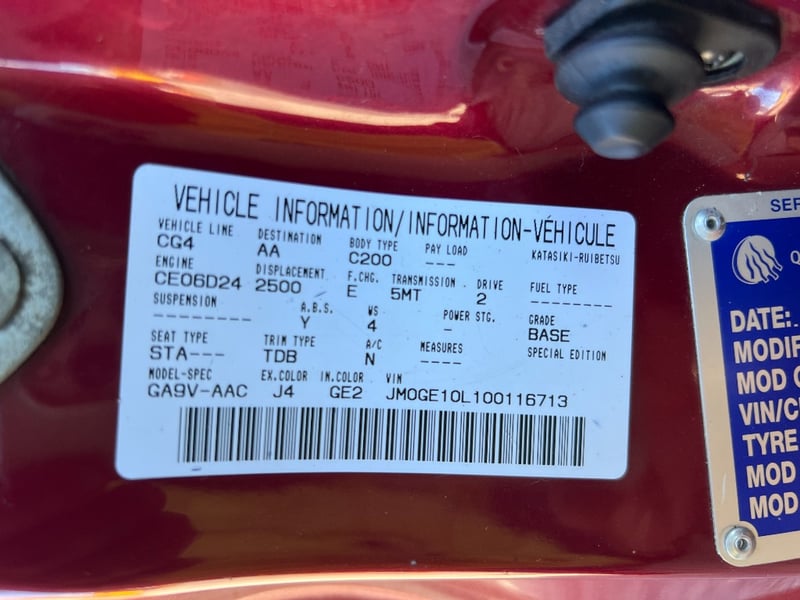 VEHICLE INFORMATION/INFORMATION-VÉHICULE
VEHICLE LINE DESTINATION BODY TYPE PAY LOAD KATASIKI-RUIBETSU
CG4 AA C200 ---
ENGINE DISPLACEMENT F.CHG. TRANSMISSION DRIVE FUEL TYPE
CE06D24 2500 E 5MT 2 --------
SUSPENSION A.B.S. WS POWER STG. GRADE
-------- Y 4 - BASE
SEAT TYPE TRIM TYPE A/C MEASURES SPECIAL EDITION
STA--- TDB N ----
MODEL-SPEC EX.COLOR IN.COLOR VIN
GA9V-AAC J4 GE2 JM0GE10L100116713
SER
Q
DATE:
MODIF
MOD
VIN/C
TYRE
MOD
MOD